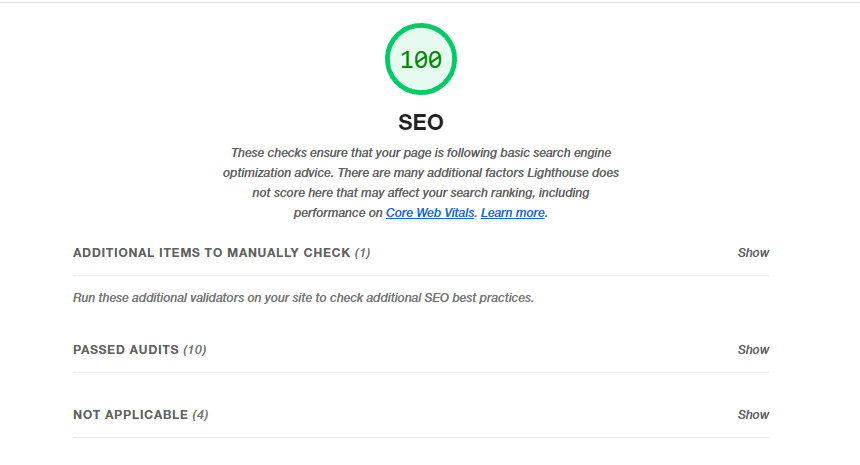 100
SEO
These checks ensure that your page is following basic search engine
optimization advice. There are many additional factors Lighthouse does
not score here that may affect your search ranking, including
performance on Core Web Vitals. Learn more.
ADDITIONAL ITEMS TO MANUALLY CHECK (1) Show
Run these additional validators on your site to check additional SEO best practices.
PASSED AUDITS (10) Show
NOT APPLICABLE (4) Show